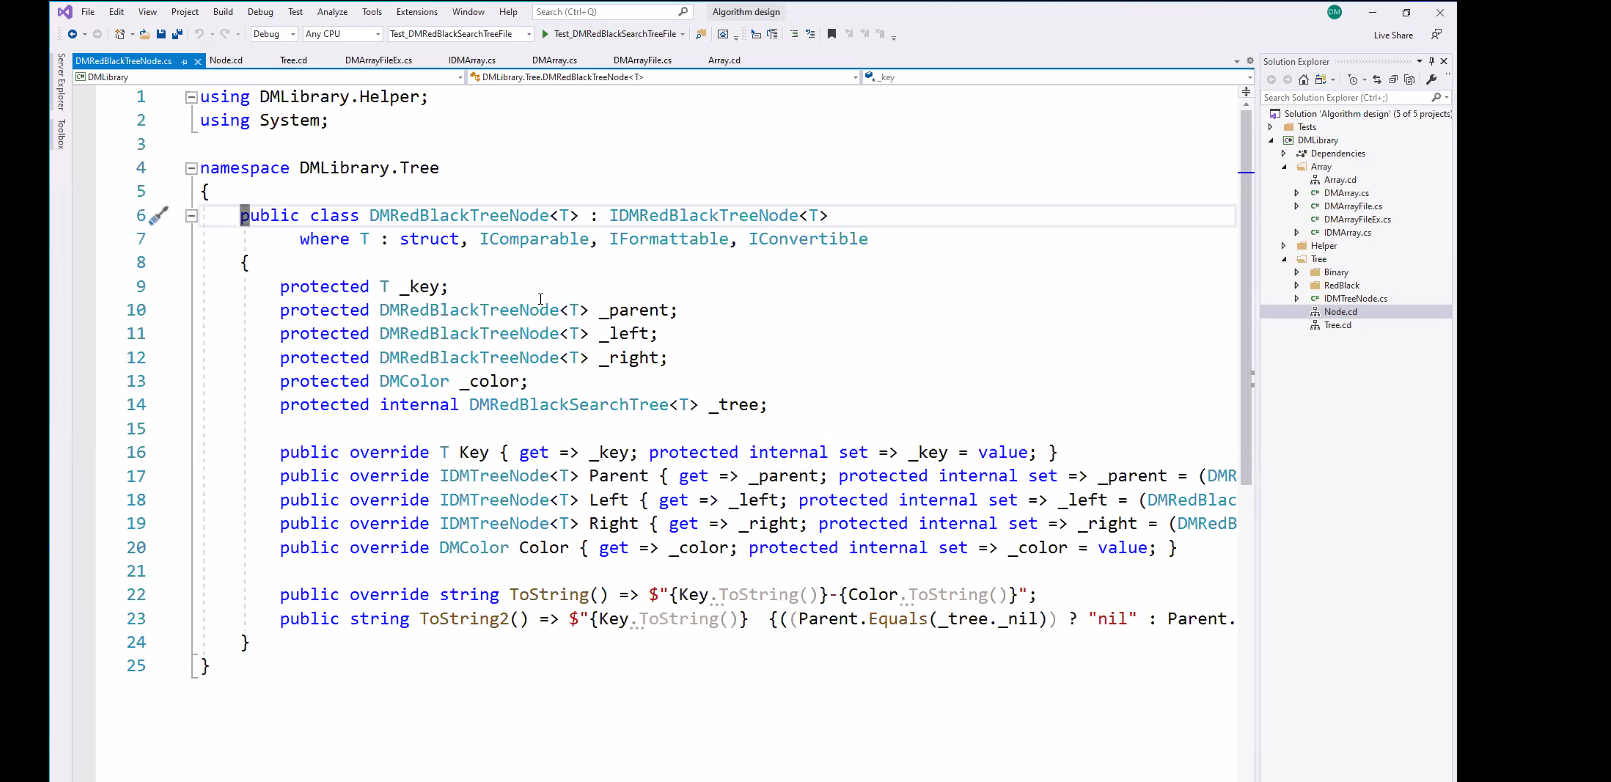 File Edit View Project Build Debug Test Analyze Tools Extensions Window Help Search (Ctrl+Q) Algorithm design DM
Debug Any CPU Test_DMRedBlackSearchTreeFile Test_DMRedBlackSearchTreeFile Live Share
DMRedBlackTreeNode.cs Node.cd Tree.cd DMArrayFileEx.cs IDMArray.cs DMArray.cs DMArrayFile.cs Array.cd
DMLibrary DMLibrary.Tree.DMRedBlackTreeNode<T> _key
Server Explorer
Toolbox
1 using DMLibrary.Helper;
2 using System;
3
4 namespace DMLibrary.Tree
5 {
6 public class DMRedBlackTreeNode<T> : IDMRedBlackTreeNode<T>
7 where T : struct, IComparable, IFormattable, IConvertible
8 {
9 protected T _key;
10 protected DMRedBlackTreeNode<T> _parent;
11 protected DMRedBlackTreeNode<T> _left;
12 protected DMRedBlackTreeNode<T> _right;
13 protected DMColor _color;
14 protected internal DMRedBlackSearchTree<T> _tree;
15
16 public override T Key { get => _key; protected internal set => _key = value; }
17 public override IDMTreeNode<T> Parent { get => _parent; protected internal set => _parent = (DMR
18 public override IDMTreeNode<T> Left { get => _left; protected internal set => _left = (DMRedBlac
19 public override IDMTreeNode<T> Right { get => _right; protected internal set => _right = (DMRedB
20 public override DMColor Color { get => _color; protected internal set => _color = value; }
21
22 public override string ToString() => $"{Key.ToString()}-{Color.ToString()}";
23 public string ToString2() => $"{Key.ToString()}  {((Parent.Equals(_tree._nil)) ? "nil" : Parent.
24 }
25 }
Solution Explorer
Search Solution Explorer (Ctrl+;)
Solution 'Algorithm design' (5 of 5 projects)
Tests
DMLibrary
Dependencies
Array
Array.cd
DMArray.cs
DMArrayFile.cs
DMArrayFileEx.cs
IDMArray.cs
Helper
Tree
Binary
RedBlack
IDMTreeNode.cs
Node.cd
Tree.cd